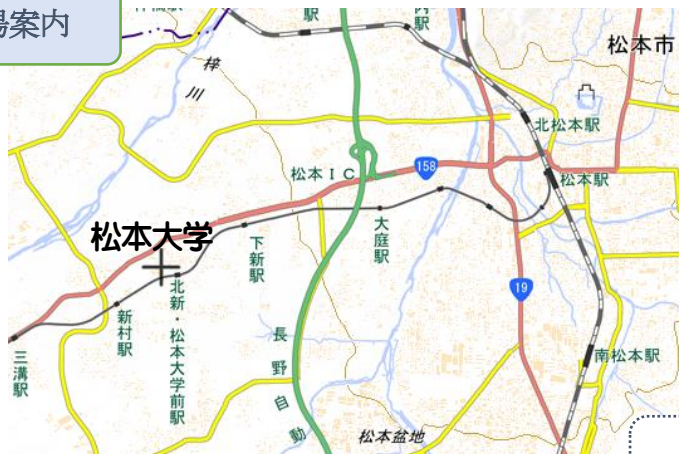 場案内
松本市
梓川
北松本駅
松本IC
158
松本駅
松本大学
大庭駅
下新駅
北新・松本大学前駅
新村駅
三溝駅
19
長野自動
南松本駅
松本盆地